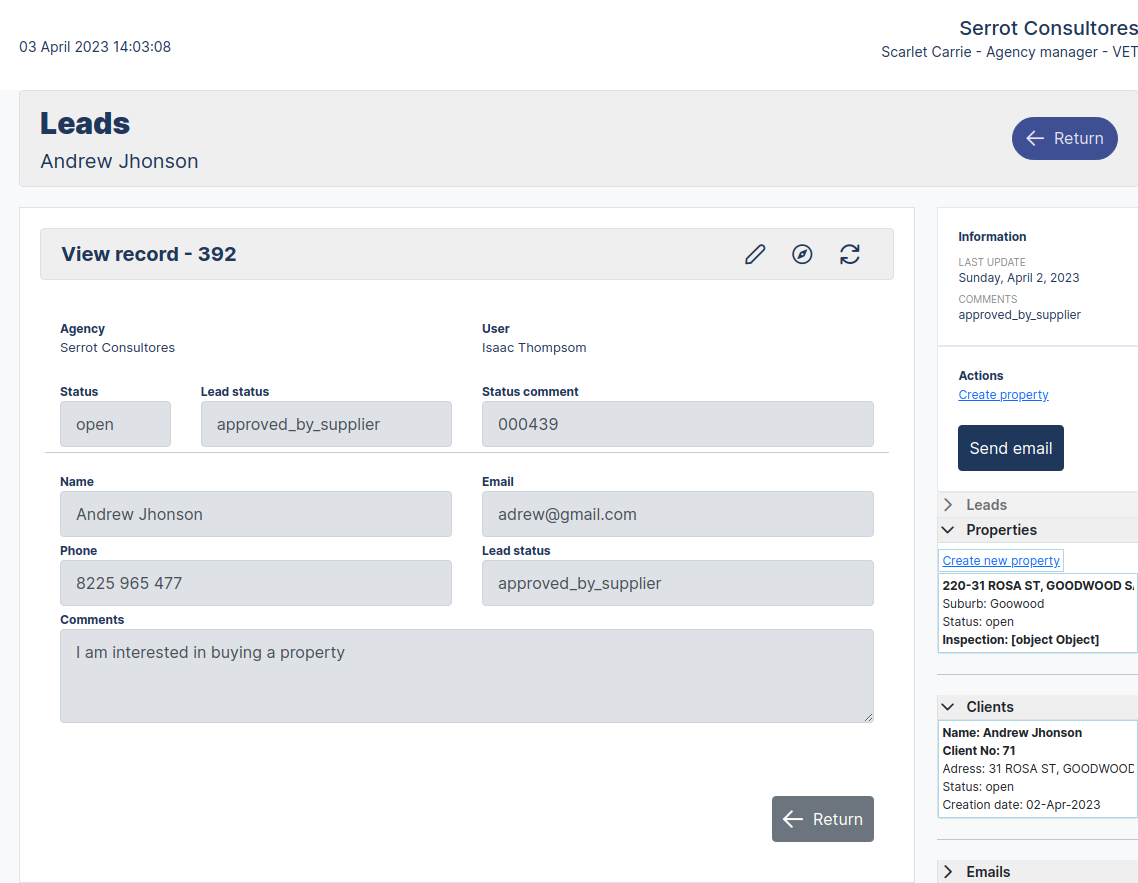 Serrot Consultores
03 April 2023 14:03:08
Scarlet Carrie - Agency manager - VET
Leads
Andrew Jhonson
Return
View record - 392
Agency
Serrot Consultores
User
Isaac Thompsom
Status
open
Lead status
approved_by_supplier
Status comment
000439
Name
Andrew Jhonson
Email
adrew@gmail.com
Phone
8225 965 477
Lead status
approved_by_supplier
Comments
I am interested in buying a property
Return
Information
LAST UPDATE
Sunday, April 2, 2023
COMMENTS
approved_by_supplier
Actions
Create property
Send email
Leads
Properties
Create new property
220-31 ROSA ST, GOODWOOD SA
Suburb: Goowood
Status: open
Inspection: [object Object]
Clients
Name: Andrew Jhonson
Client No: 71
Adress: 31 ROSA ST, GOODWOOD
Status: open
Creation date: 02-Apr-2023
Emails